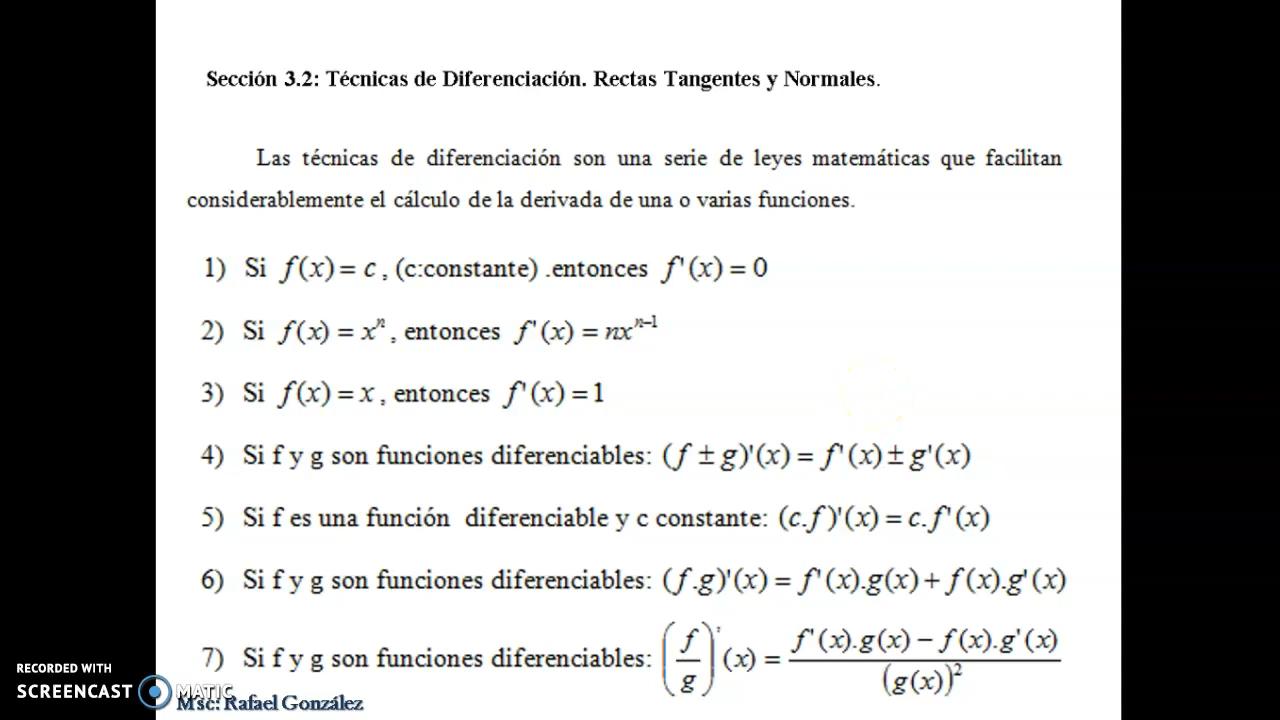 Sección 3.2: Técnicas de Diferenciación. Rectas Tangentes y Normales.
Las técnicas de diferenciación son una serie de leyes matemáticas que facilitan
considerablemente el cálculo de la derivada de una o varias funciones.
1) Si f(x) = c , (c:constante) .entonces f'(x) = 0
2) Si f(x) = xⁿ , entonces f'(x) = nxⁿ⁻¹
3) Si f(x) = x , entonces f'(x) = 1
4) Si f y g son funciones diferenciables: (f ± g)'(x) = f'(x) ± g'(x)
5) Si f es una función diferenciable y c constante: (c.f)'(x) = c.f'(x)
6) Si f y g son funciones diferenciables: (f.g)'(x) = f'(x).g(x) + f(x).g'(x)
7) Si f y g son funciones diferenciables: (f/g)'(x) = f'(x).g(x) − f(x).g'(x) / (g(x))²
RECORDED WITH
SCREENCAST MATIC
Msc: Rafael González